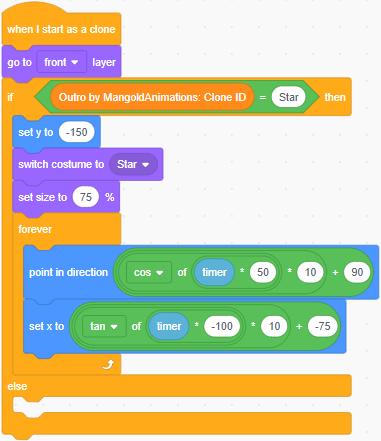 when I start as a clone
go to front layer
if Outro by MangoldAnimations: Clone ID = Star then
set y to -150
switch costume to Star
set size to 75 %
forever
point in direction cos of timer * 50 * 10 + 90
set x to tan of timer * -100 * 10 + -75
else